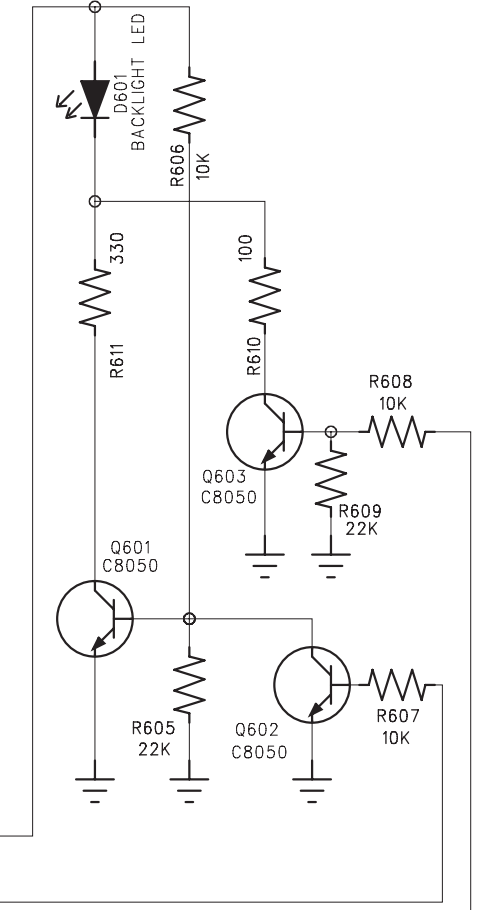 D601
BACKLIGHT LED
R606
10K
330
R611
100
R610
R608
10K
Q603
C8050
R609
22K
Q601
C8050
R605
22K
Q602
C8050
R607
10K